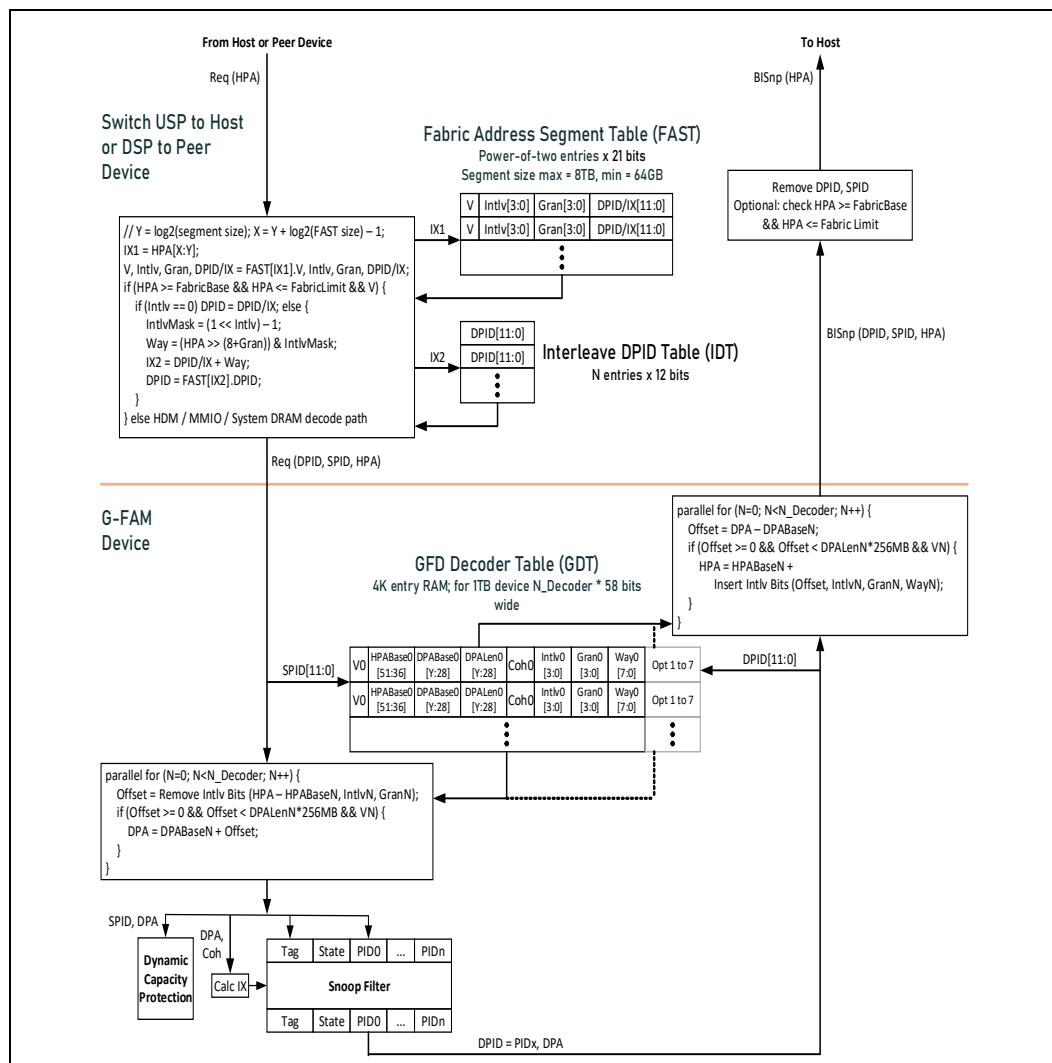 From Host or Peer Device
To Host
Req (HPA)
BISnp (HPA)
Switch USP to Host
or DSP to Peer
Device
Fabric Address Segment Table (FAST)
Power-of-two entries x 21 bits
Segment size max = 8TB, min = 64GB
Remove DPID, SPID
Optional: check HPA >= FabricBase
&& HPA <= Fabric Limit
V Intlv[3:0] Gran[3:0] DPID/IX[11:0]
V Intlv[3:0] Gran[3:0] DPID/IX[11:0]
// Y = log2(segment size); X = Y + log2(FAST size) – 1;
IX1 = HPA[X:Y];
V, Intlv, Gran, DPID/IX = FAST[IX1].V, Intlv, Gran, DPID/IX;
if (HPA >= FabricBase && HPA <= FabricLimit && V) {
if (Intlv == 0) DPID = DPID/IX; else {
IntlvMask = (1 << Intlv) – 1;
Way = (HPA >> (8+Gran)) & IntlvMask;
IX2 = DPID/IX + Way;
DPID = FAST[IX2].DPID;
}
} else HDM / MMIO / System DRAM decode path
IX1
IX2
DPID[11:0]
DPID[11:0]
Interleave DPID Table (IDT)
N entries x 12 bits
BISnp (DPID, SPID, HPA)
Req (DPID, SPID, HPA)
G-FAM
Device
parallel for (N=0; N<N_Decoder; N++) {
Offset = DPA – DPABaseN;
if (Offset >= 0 && Offset < DPALenN*256MB && VN) {
HPA = HPABaseN +
Insert Intlv Bits (Offset, IntlvN, GranN, WayN);
}
}
GFD Decoder Table (GDT)
4K entry RAM; for 1TB device N_Decoder * 58 bits
wide
SPID[11:0]
DPID[11:0]
V0 HPABase0 [51:36] DPABase0 [Y:28] DPALen0 [Y:28] Coh0 Intlv0 [3:0] Gran0 [3:0] Way0 [7:0] Opt 1 to 7
V0 HPABase0 [51:36] DPABase0 [Y:28] DPALen0 [Y:28] Coh0 Intlv0 [3:0] Gran0 [3:0] Way0 [7:0] Opt 1 to 7
parallel for (N=0; N<N_Decoder; N++) {
Offset = Remove Intlv Bits (HPA – HPABaseN, IntlvN, GranN);
if (Offset >= 0 && Offset < DPALenN*256MB && VN) {
DPA = DPABaseN + Offset;
}
}
SPID, DPA
DPA,
Coh
Dynamic
Capacity
Protection
Calc IX
Tag State PID0 ... PIDn
Snoop Filter
Tag State PID0 ... PIDn
DPID = PIDx, DPA